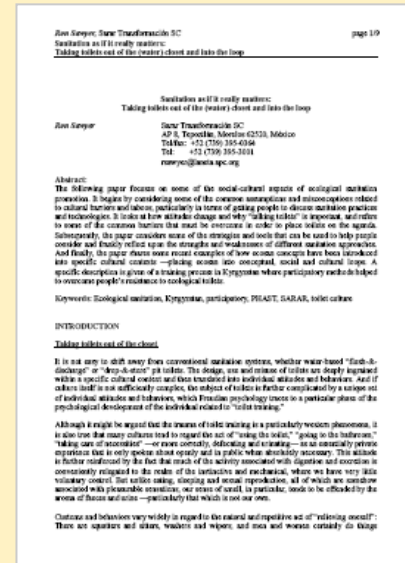 Ron Sawyer, Sarar Transformación SC page 1/9
Sanitation as if it really matters:
Taking toilets out of the (water) closet and into the loop
Sanitation as if it really matters:
Taking toilets out of the (water) closet and into the loop
Ron Sawyer Sarar Transformación SC
AP 8, Tepoztlán, Morelos 62520, México
Tel/fax: +52 (739) 395-0364
Tel:
rsawyer@laneta.apc.org
Abstract:
The following paper focuses on some of the social-cultural aspects of ecological sanitation
promotion. It begins by considering some of the common assumptions and misconceptions related
to cultural barriers and taboos, particularly in terms of getting people to discuss sanitation practices
and technologies. It looks at how attitudes change and why "talking toilets" is important, and refers
to some of the common barriers that must be overcome in order to place toilets on the agenda.
Subsequently, the paper considers some of the strategies and tools that can be used to help people
consider and frankly reflect upon the strengths and weaknesses of different sanitation approaches.
And finally, the paper shares some recent examples of how ecosan concepts have been introduced
into specific cultural contexts —placing ecosan into conceptual, social and cultural loops. A
specific description is given of a training process in Kyrgyzstan where participatory methods helped
to overcome people's resistance to ecological toilets.
Keywords: Ecological sanitation, Kyrgyzstan, participatory, PHAST, SARAR, toilet culture
INTRODUCTION
Taking toilets out of the closet
It is not easy to shift away from conventional sanitation systems, whether water-based "flush-&-
discharge" or "drop-&-store" pit toilets. The design, use and misuse of toilets are deeply ingrained
within a specific cultural context and then translated into individual attitudes and behaviors. And if
culture itself is not sufficiently complex, the subject of toilets is further complicated by a unique set
of individual attitudes and behaviors, which Freudian psychology traces to a particular phase of the
psychological development of the individual related to "toilet training."
Although it might be argued that the trauma of toilet training is a particularly western phenomena, it
is also true that many cultures tend to regard the act of "using the toilet," "going to the bathroom,"
"taking care of necessities" —or more correctly, defecating and urinating— as an essentially private
experience that is only spoken about openly and in public when absolutely necessary. This attitude
is further reinforced by the fact that much of the activity associated with digestion and excretion is
conveniently relegated to the realm of the instinctive and mechanical, where we have very little
voluntary control. But unlike eating, sleeping and sexual reproduction, all of which are somehow
associated with pleasurable sensations, our sense of smell, in particular, tends to be offended by the
aroma of faeces and urine —particularly that which is not our own.
Customs and behaviors vary widely in regard to the natural and repetitive act of "relieving oneself":
There are squatters and sitters, washers and wipers, and men and women certainly do things